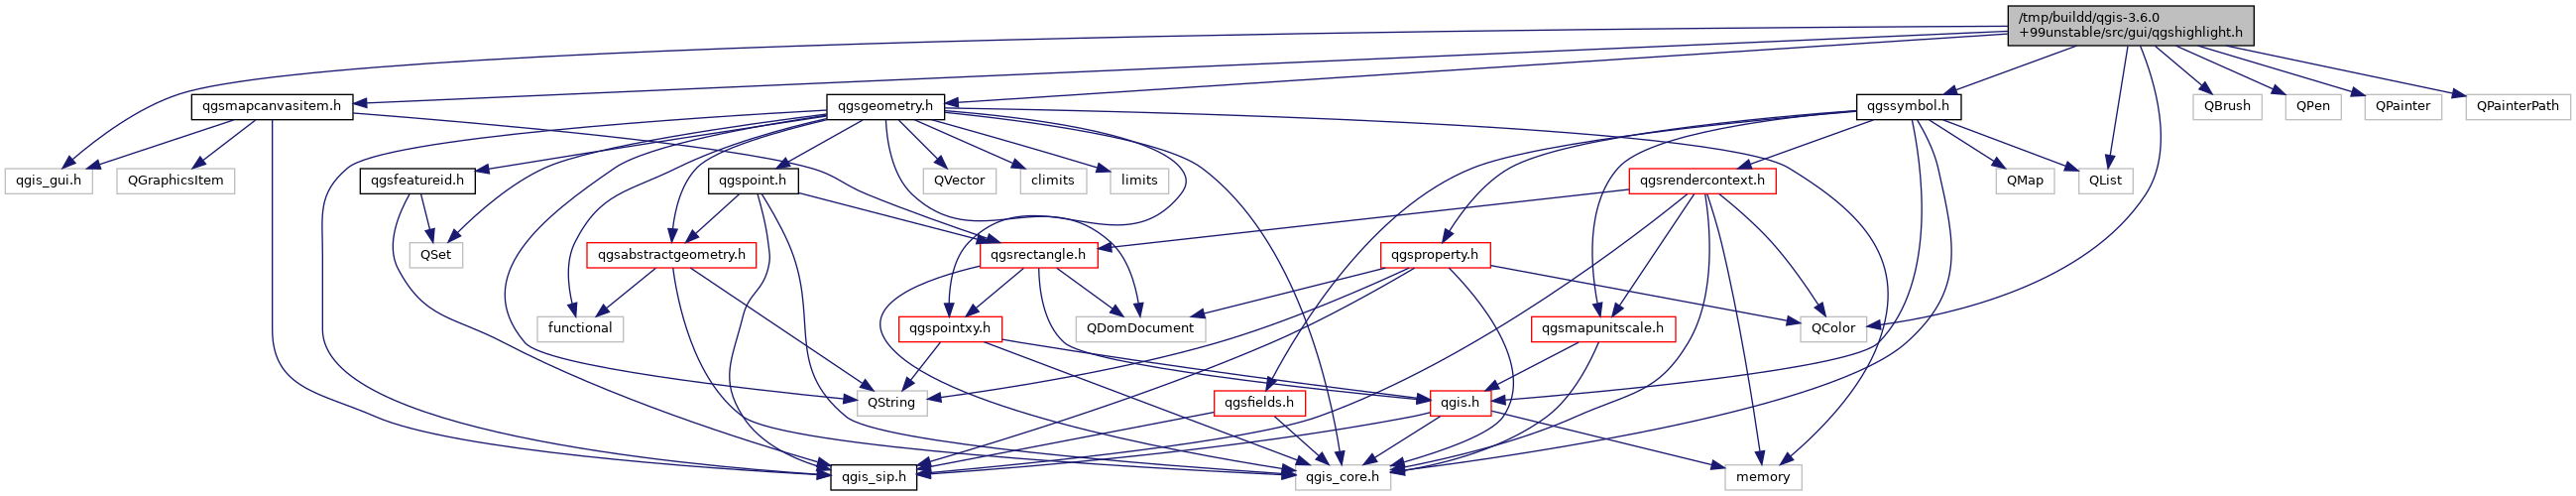 /tmp/buildd/qgis-3.6.0
+99unstable/src/gui/qgshighlight.h
qgsmapcanvasitem.h
qgsgeometry.h
qgssymbol.h
QBrush
QPen
QPainter
QPainterPath
qgis_gui.h
QGraphicsItem
qgsfeatureid.h
qgspoint.h
QVector
climits
limits
qgsrendercontext.h
QMap
QList
QSet
qgsabstractgeometry.h
qgsrectangle.h
qgsproperty.h
functional
qgspointxy.h
QDomDocument
qgsmapunitscale.h
QColor
QString
qgsfields.h
qgis.h
qgis_sip.h
qgis_core.h
memory